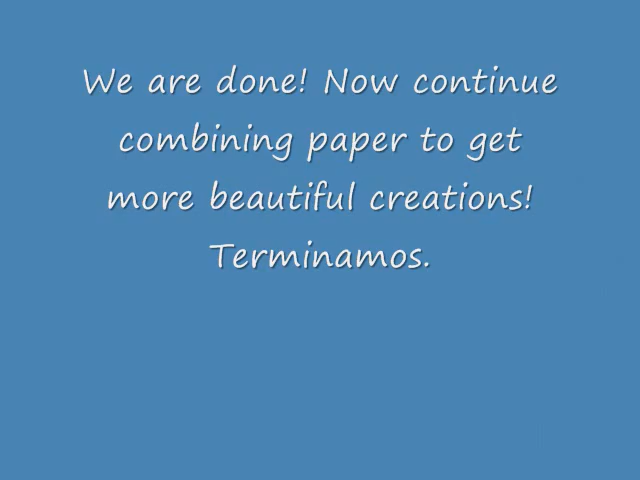 We are done! Now continue
combining paper to get
more beautiful creations!
Terminamos.